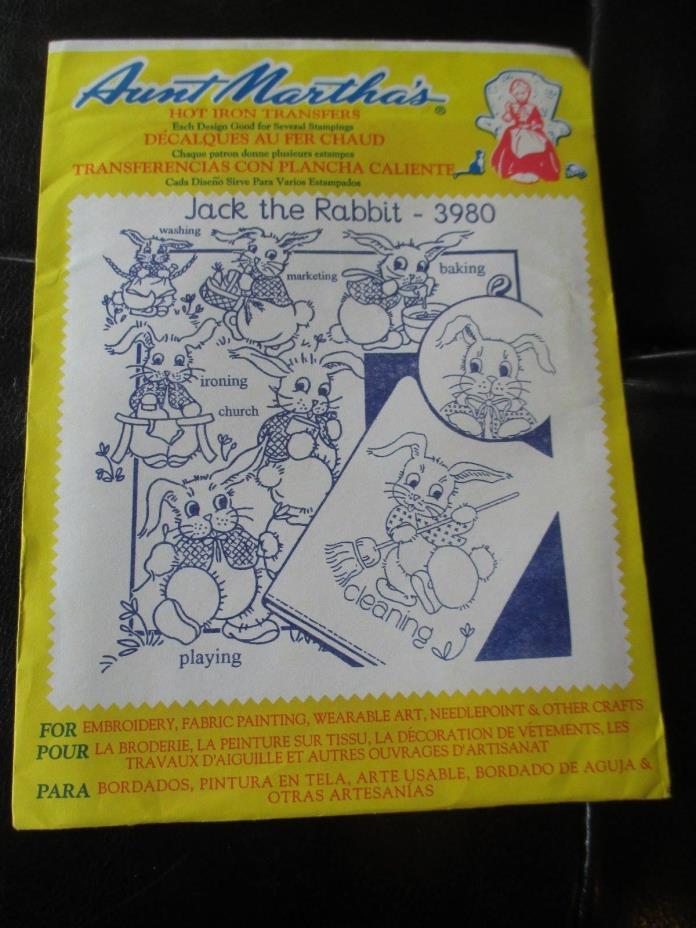 Aunt Martha's®
HOT IRON TRANSFERS
Each Design Good for Several Stampings
DÉCALQUES AU FER CHAUD
Chaque patron donne plusieurs estampes
TRANSFERENCIAS CON PLANCHA CALIENTE
Cada Diseño Sirve Para Varios Estampados
Jack the Rabbit - 3980
washing
marketing
baking
ironing
church
cleaning
playing
FOR EMBROIDERY, FABRIC PAINTING, WEARABLE ART, NEEDLEPOINT & OTHER CRAFTS
POUR LA BRODERIE, LA PEINTURE SUR TISSU, LA DÉCORATION DE VÉTEMENTS, LES
TRAVAUX D'AIGUILLE ET AUTRES OUVRAGES D'ARTISANAT
PARA BORDADOS, PINTURA EN TELA, ARTE USABLE, BORDADO DE AGUJA &
OTRAS ARTESANÍAS